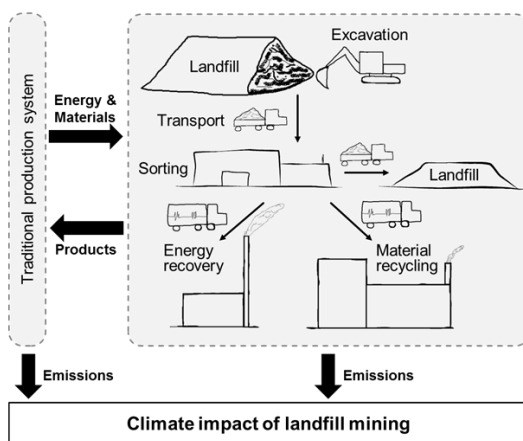 Excavation
Landfill
Energy &
Materials
Transport
Sorting
Landfill
Traditional production system
Products
Energy
recovery
Material
recycling
Emissions
Emissions
Climate impact of landfill mining